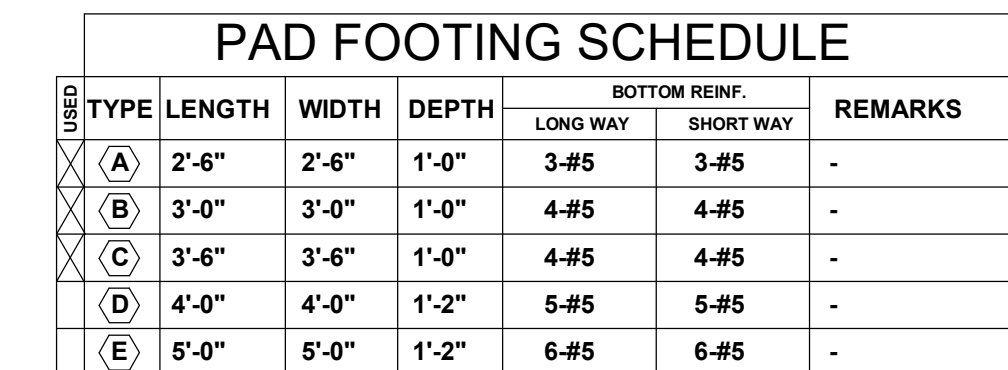 PAD FOOTING SCHEDULE
USED TYPE LENGTH WIDTH DEPTH BOTTOM REINF. REMARKS
LONG WAY SHORT WAY
A 2'-6" 2'-6" 1'-0" 3-#5 3-#5 -
B 3'-0" 3'-0" 1'-0" 4-#5 4-#5 -
C 3'-6" 3'-6" 1'-0" 4-#5 4-#5 -
D 4'-0" 4'-0" 1'-2" 5-#5 5-#5 -
E 5'-0" 5'-0" 1'-2" 6-#5 6-#5 -